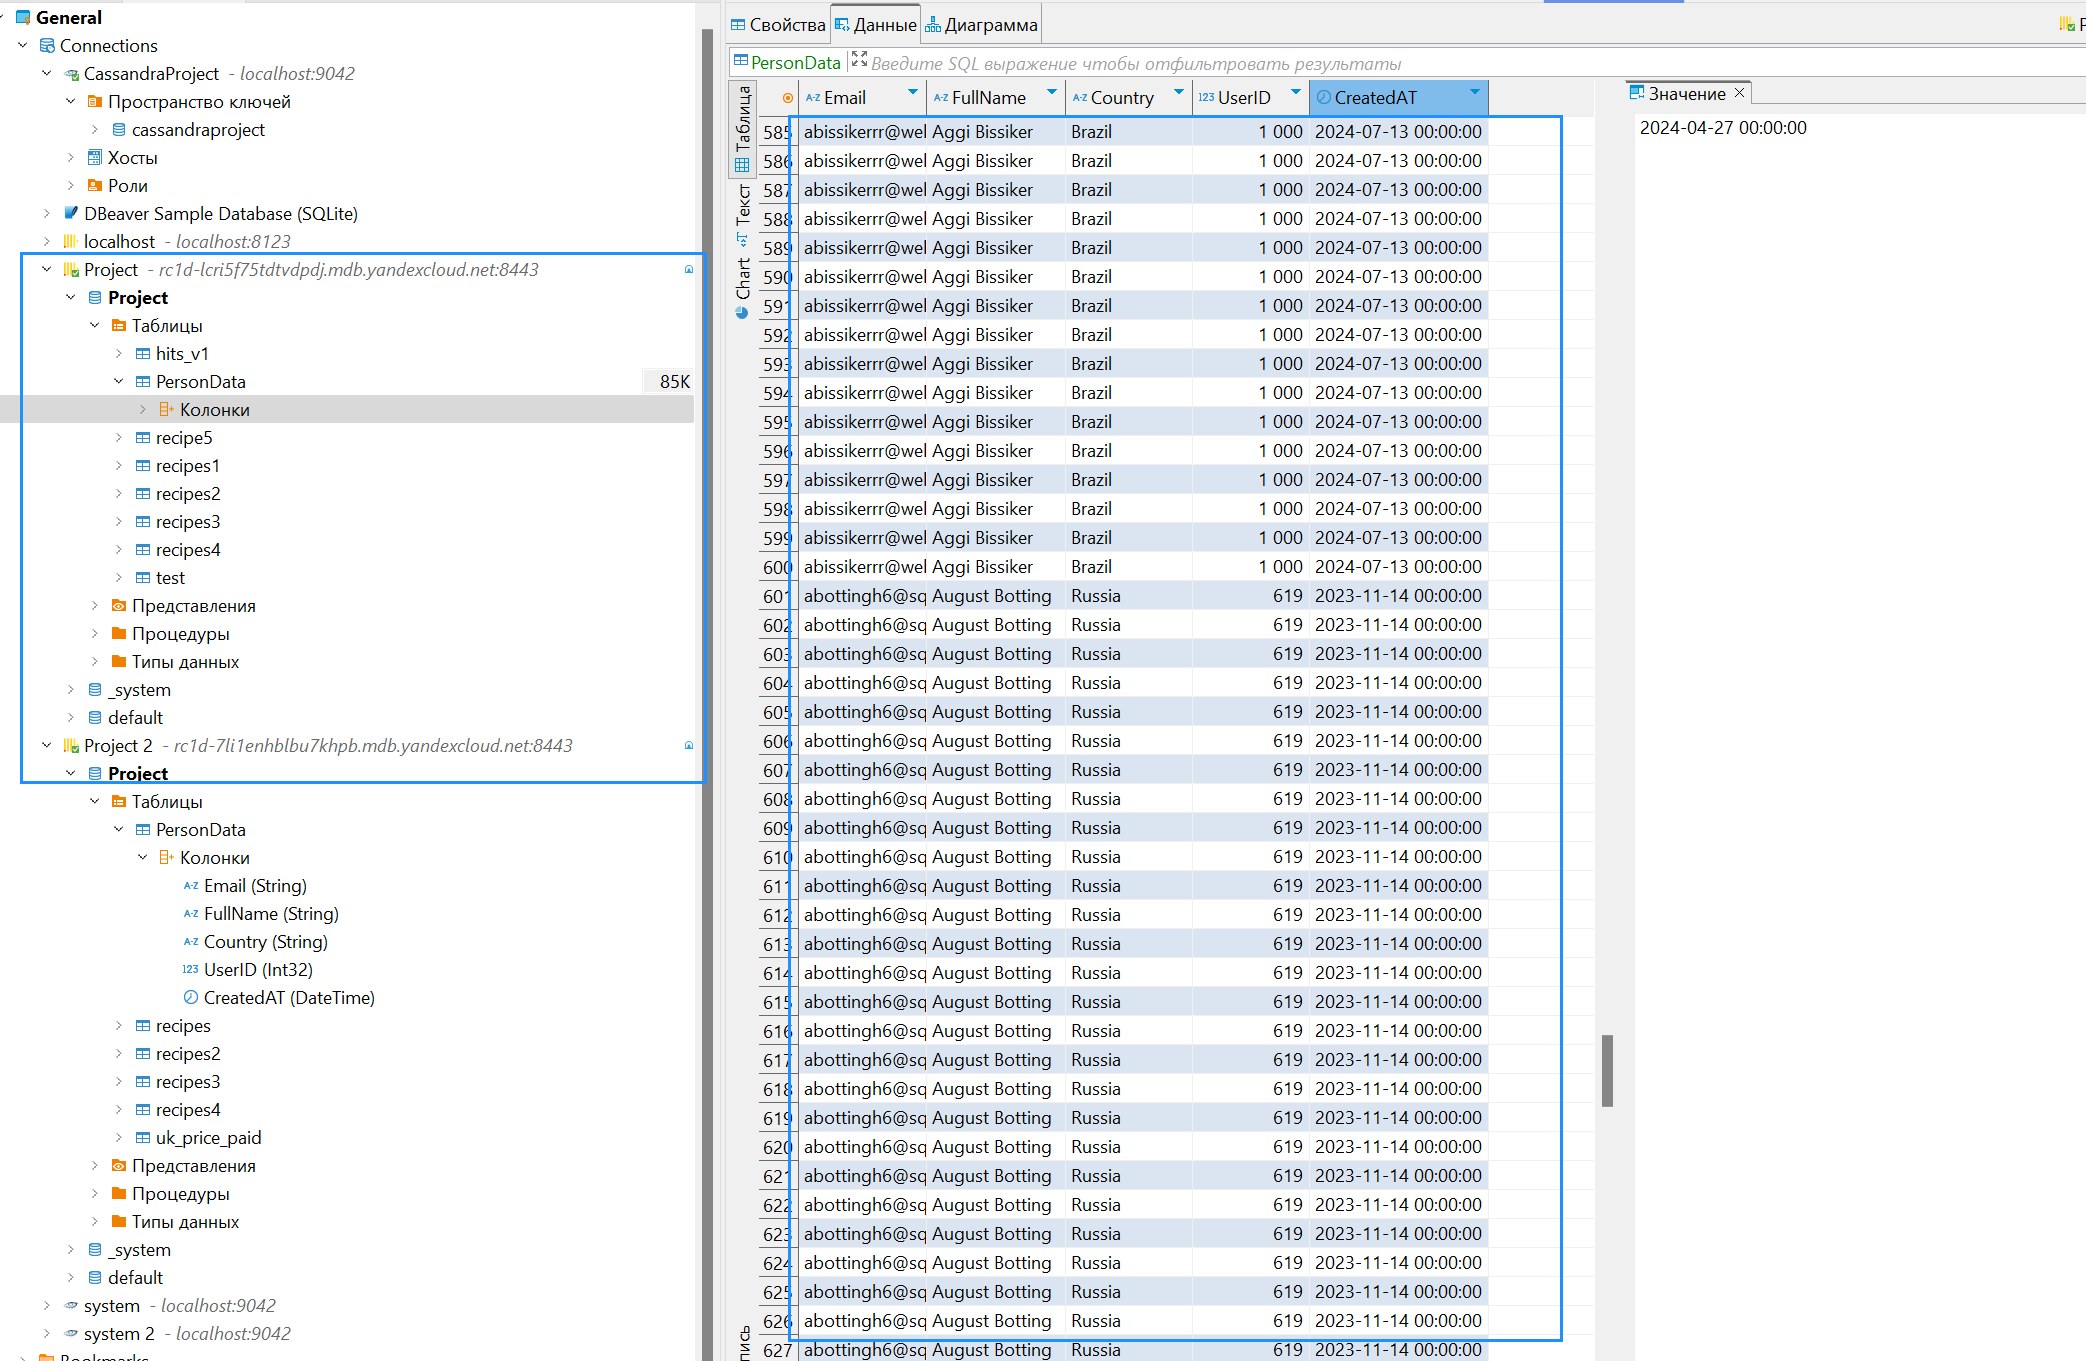 General
Connections
CassandraProject - localhost:9042
Пространство ключей
cassandraproject
Хосты
Роли
DBeaver Sample Database (SQLite)
localhost - localhost:8123
Project - rc1d-lcri5f75tdtvdpdj.mdb.yandexcloud.net:8443
Project
Таблицы
hits_v1
PersonData 85K
Колонки
recipe5
recipes1
recipes2
recipes3
recipes4
test
Представления
Процедуры
Типы данных
_system
default
Project 2 - rc1d-7li1enhblbu7khpb.mdb.yandexcloud.net:8443
Project
Таблицы
PersonData
Колонки
Email (String)
FullName (String)
Country (String)
UserID (Int32)
CreatedAT (DateTime)
recipes
recipes2
recipes3
recipes4
uk_price_paid
Представления
Процедуры
Типы данных
_system
default
system - localhost:9042
system 2 - localhost:9042
Bookmarks
Свойства Данные Диаграмма
PersonData Введите SQL выражение чтобы отфильтровать результаты
Таблица
Текст
Chart
A-Z Email A-Z FullName A-Z Country 123 UserID CreatedAT
585 abissikerrr@wel Aggi Bissiker Brazil 1 000 2024-07-13 00:00:00
586 abissikerrr@wel Aggi Bissiker Brazil 1 000 2024-07-13 00:00:00
587 abissikerrr@wel Aggi Bissiker Brazil 1 000 2024-07-13 00:00:00
588 abissikerrr@wel Aggi Bissiker Brazil 1 000 2024-07-13 00:00:00
589 abissikerrr@wel Aggi Bissiker Brazil 1 000 2024-07-13 00:00:00
590 abissikerrr@wel Aggi Bissiker Brazil 1 000 2024-07-13 00:00:00
591 abissikerrr@wel Aggi Bissiker Brazil 1 000 2024-07-13 00:00:00
592 abissikerrr@wel Aggi Bissiker Brazil 1 000 2024-07-13 00:00:00
593 abissikerrr@wel Aggi Bissiker Brazil 1 000 2024-07-13 00:00:00
594 abissikerrr@wel Aggi Bissiker Brazil 1 000 2024-07-13 00:00:00
595 abissikerrr@wel Aggi Bissiker Brazil 1 000 2024-07-13 00:00:00
596 abissikerrr@wel Aggi Bissiker Brazil 1 000 2024-07-13 00:00:00
597 abissikerrr@wel Aggi Bissiker Brazil 1 000 2024-07-13 00:00:00
598 abissikerrr@wel Aggi Bissiker Brazil 1 000 2024-07-13 00:00:00
599 abissikerrr@wel Aggi Bissiker Brazil 1 000 2024-07-13 00:00:00
600 abissikerrr@wel Aggi Bissiker Brazil 1 000 2024-07-13 00:00:00
601 abottingh6@sq August Botting Russia 619 2023-11-14 00:00:00
602 abottingh6@sq August Botting Russia 619 2023-11-14 00:00:00
603 abottingh6@sq August Botting Russia 619 2023-11-14 00:00:00
604 abottingh6@sq August Botting Russia 619 2023-11-14 00:00:00
605 abottingh6@sq August Botting Russia 619 2023-11-14 00:00:00
606 abottingh6@sq August Botting Russia 619 2023-11-14 00:00:00
607 abottingh6@sq August Botting Russia 619 2023-11-14 00:00:00
608 abottingh6@sq August Botting Russia 619 2023-11-14 00:00:00
609 abottingh6@sq August Botting Russia 619 2023-11-14 00:00:00
610 abottingh6@sq August Botting Russia 619 2023-11-14 00:00:00
611 abottingh6@sq August Botting Russia 619 2023-11-14 00:00:00
612 abottingh6@sq August Botting Russia 619 2023-11-14 00:00:00
613 abottingh6@sq August Botting Russia 619 2023-11-14 00:00:00
614 abottingh6@sq August Botting Russia 619 2023-11-14 00:00:00
615 abottingh6@sq August Botting Russia 619 2023-11-14 00:00:00
616 abottingh6@sq August Botting Russia 619 2023-11-14 00:00:00
617 abottingh6@sq August Botting Russia 619 2023-11-14 00:00:00
618 abottingh6@sq August Botting Russia 619 2023-11-14 00:00:00
619 abottingh6@sq August Botting Russia 619 2023-11-14 00:00:00
620 abottingh6@sq August Botting Russia 619 2023-11-14 00:00:00
621 abottingh6@sq August Botting Russia 619 2023-11-14 00:00:00
622 abottingh6@sq August Botting Russia 619 2023-11-14 00:00:00
623 abottingh6@sq August Botting Russia 619 2023-11-14 00:00:00
624 abottingh6@sq August Botting Russia 619 2023-11-14 00:00:00
625 abottingh6@sq August Botting Russia 619 2023-11-14 00:00:00
626 abottingh6@sq August Botting Russia 619 2023-11-14 00:00:00
627 abottingh6@sq August Botting Russia 619 2023-11-14 00:00:00
пись
Значение
2024-04-27 00:00:00